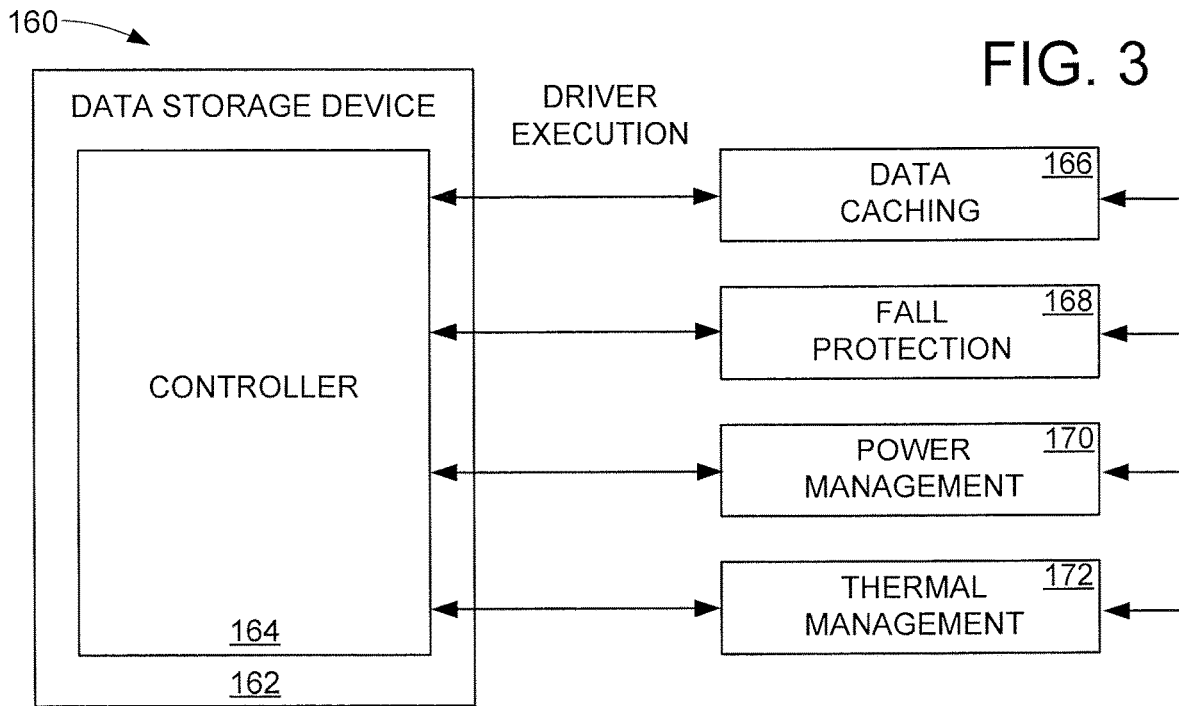 160
FIG. 3
DATA STORAGE DEVICE
DRIVER
EXECUTION
CONTROLLER
164
162
DATA
CACHING
166
FALL
PROTECTION
168
POWER
MANAGEMENT
170
THERMAL
MANAGEMENT
172